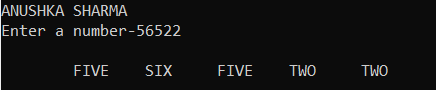 ANUSHKA SHARMA
Enter a number-56522
FIVE SIX FIVE TWO TWO